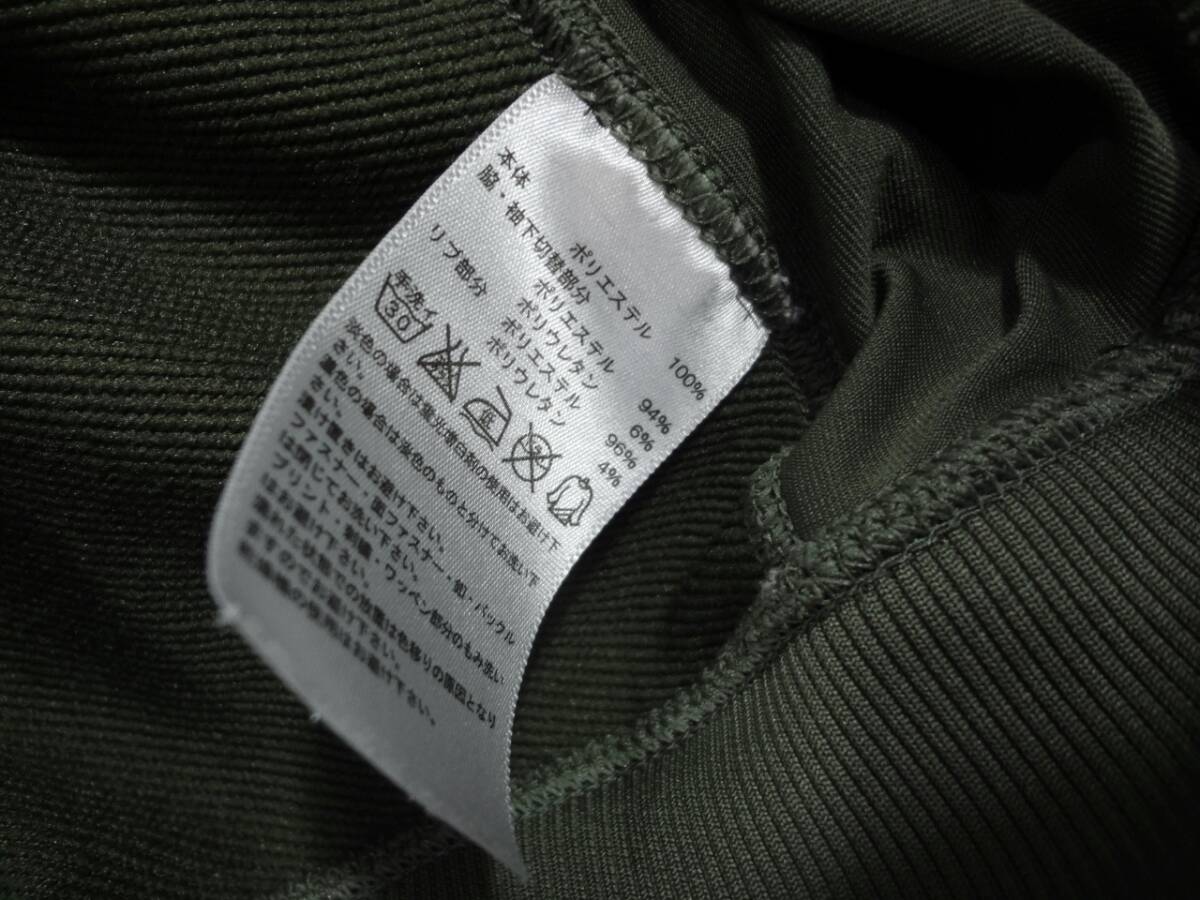 本体
ポリエステル 100%
脇・袖下切替部分
ポリエステル 94%
ポリウレタン 6%
リブ部分
ポリエステル 96%
ポリウレタン 4%
手洗イ
30
淡色の場合は蛍光増白剤の使用はお避け下
さい。
濃色の場合は淡色のものと分けてお洗い下
さい。
漬け置きはお避け下さい。
ファスナー・面ファスナー・釦・バックル
は閉じてお洗い下さい。
プリント・刺繍・ワッペン部分のもみ洗い
はお避け下さい。
濡れた状態での放置は色移りの原因となり
ますのでお避け下さい。
の使用はお避け下さい。